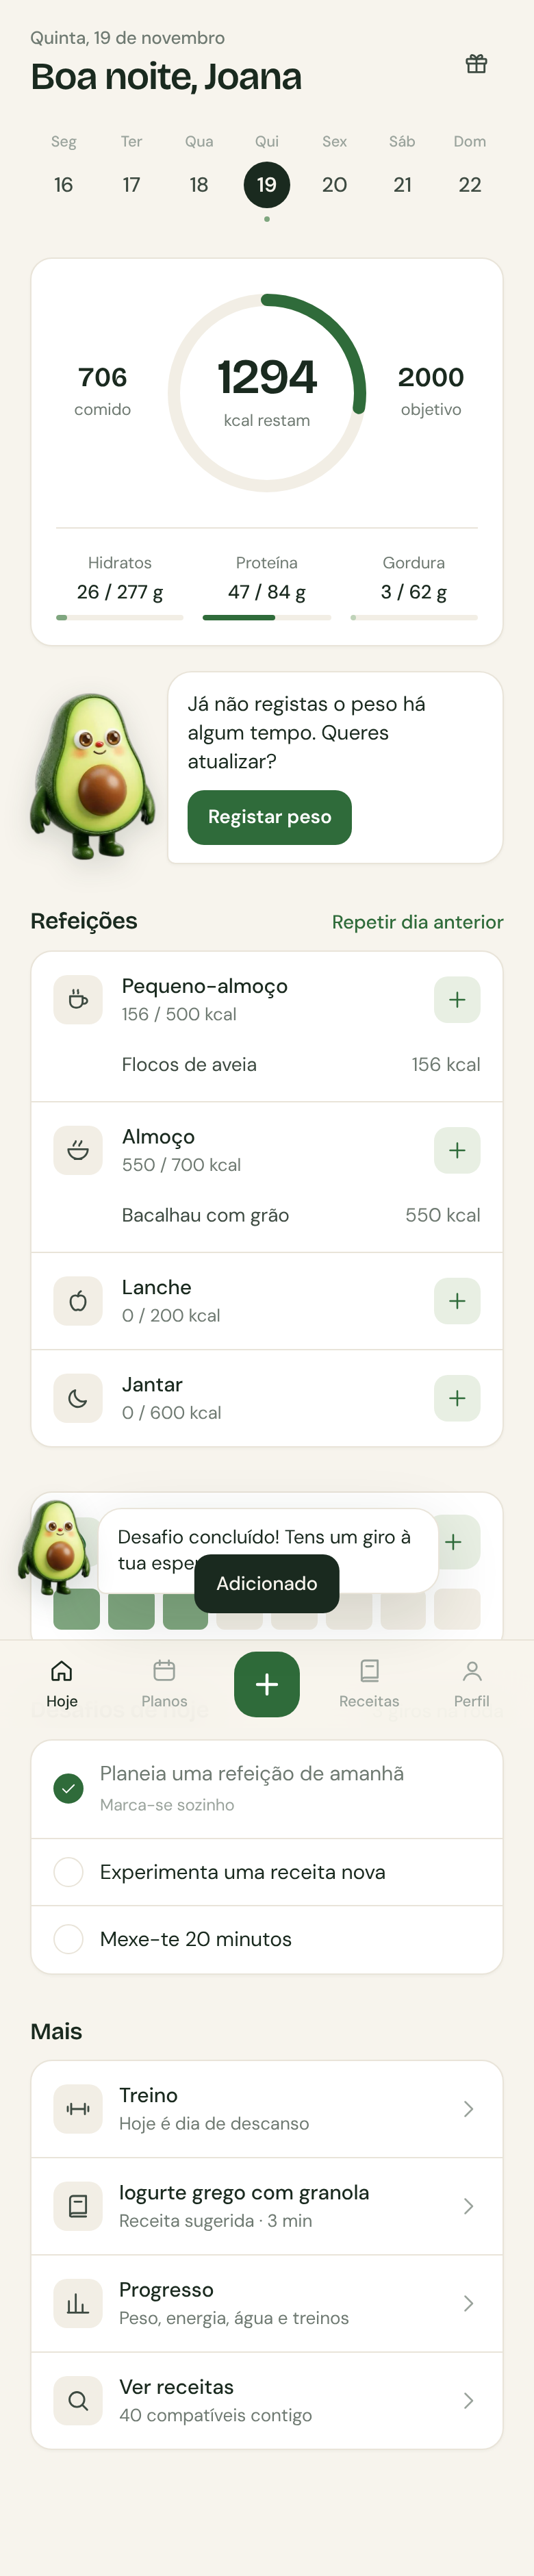 Quinta, 19 de novembro
Boa noite, Joana
Seg Ter Qua Qui Sex Sáb Dom
16 17 18 19 20 21 22
706
comido
1294
kcal restam
2000
objetivo
Hidratos Proteína Gordura
26 / 277 g 47 / 84 g 3 / 62 g
Já não registas o peso há
algum tempo. Queres
atualizar?
Registar peso
Refeições Repetir dia anterior
Pequeno-almoço
156 / 500 kcal
Flocos de aveia 156 kcal
Almoço
550 / 700 kcal
Bacalhau com grão 550 kcal
Lanche
0 / 200 kcal
Jantar
0 / 600 kcal
Desafio concluído! Tens um giro à
tua
Adicionado
Hoje Planos Receitas Perfil
Desafios de hoje
Planeia uma refeição de amanhã
Marca-se sozinho
Experimenta uma receita nova
Mexe-te 20 minutos
Mais
Treino
Hoje é dia de descanso
Iogurte grego com granola
Receita sugerida · 3 min
Progresso
Peso, energia, água e treinos
Ver receitas
40 compatíveis contigo